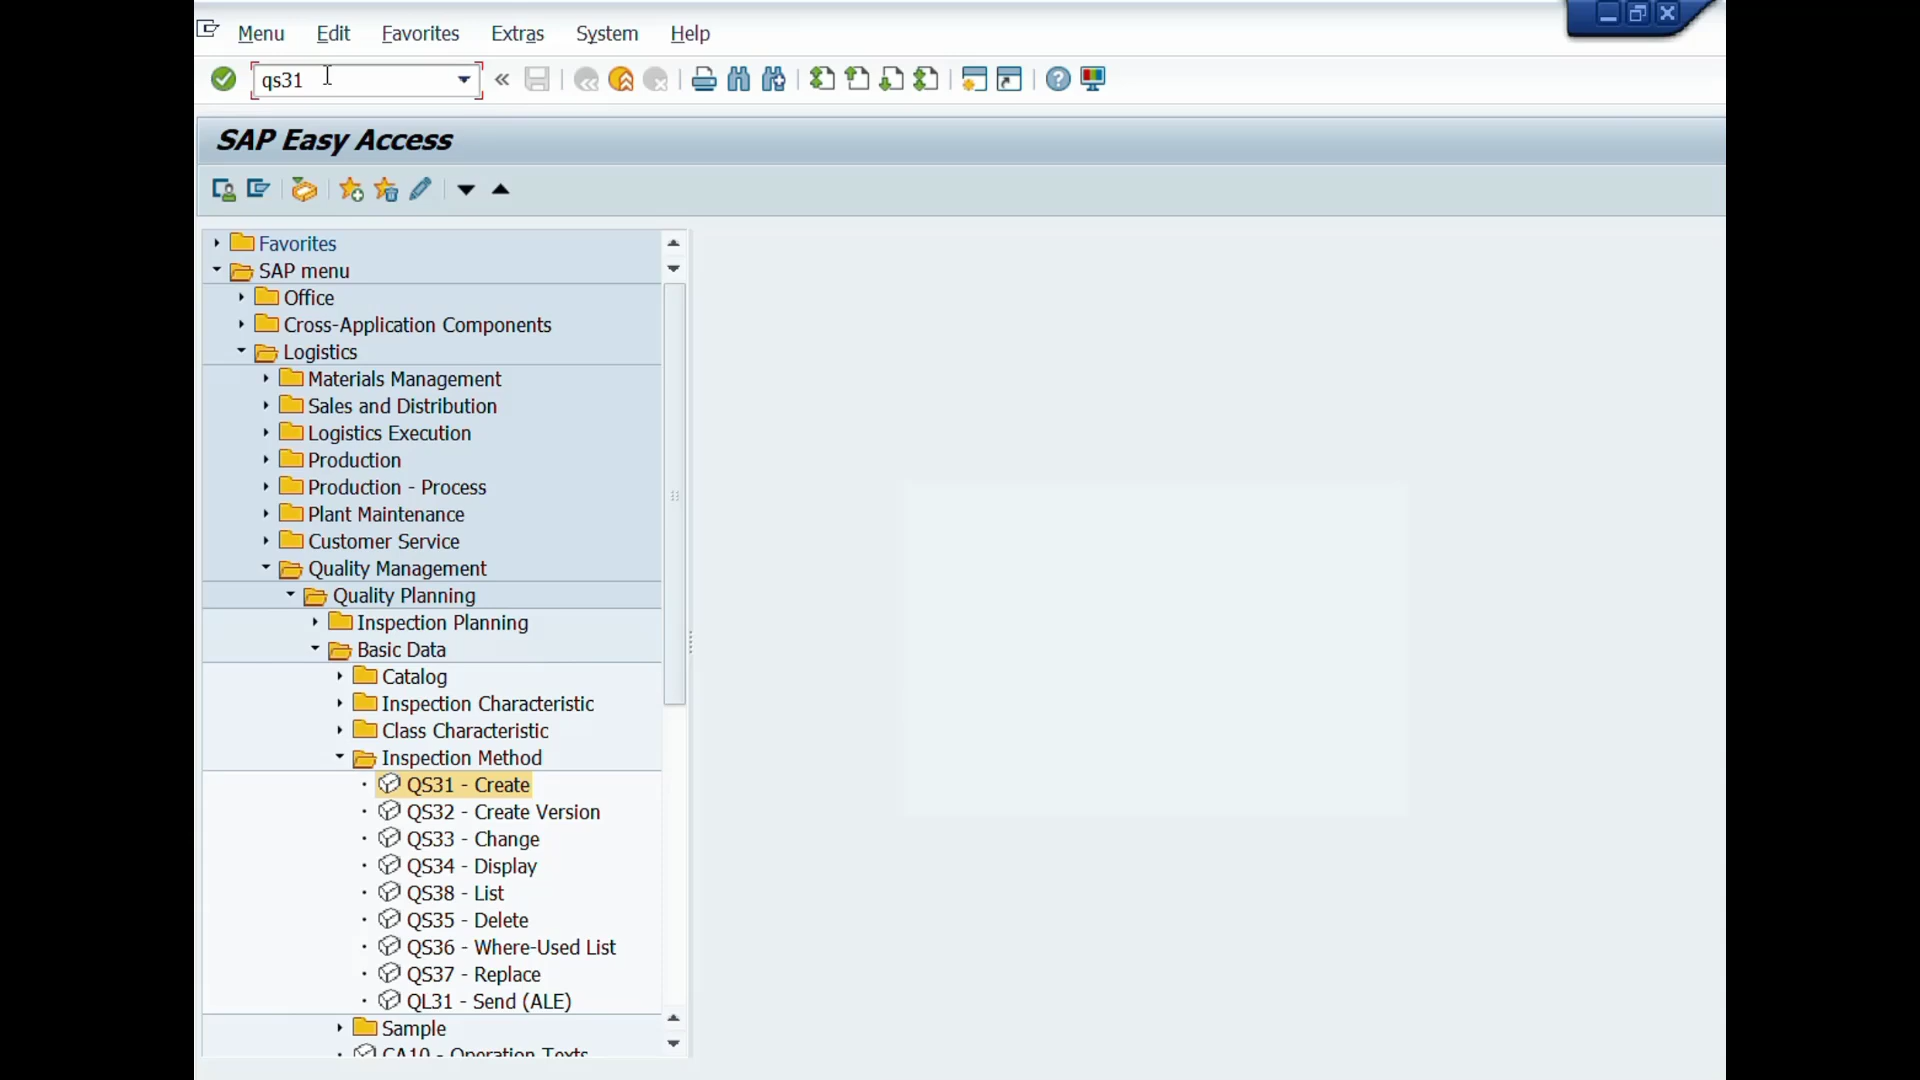 Menu Edit Favorites Extras System Help
qs31
SAP Easy Access
Favorites
SAP menu
Office
Cross-Application Components
Logistics
Materials Management
Sales and Distribution
Logistics Execution
Production
Production - Process
Plant Maintenance
Customer Service
Quality Management
Quality Planning
Inspection Planning
Basic Data
Catalog
Inspection Characteristic
Class Characteristic
Inspection Method
QS31 - Create
QS32 - Create Version
QS33 - Change
QS34 - Display
QS38 - List
QS35 - Delete
QS36 - Where-Used List
QS37 - Replace
QL31 - Send (ALE)
Sample
CA10 - Operation Texts